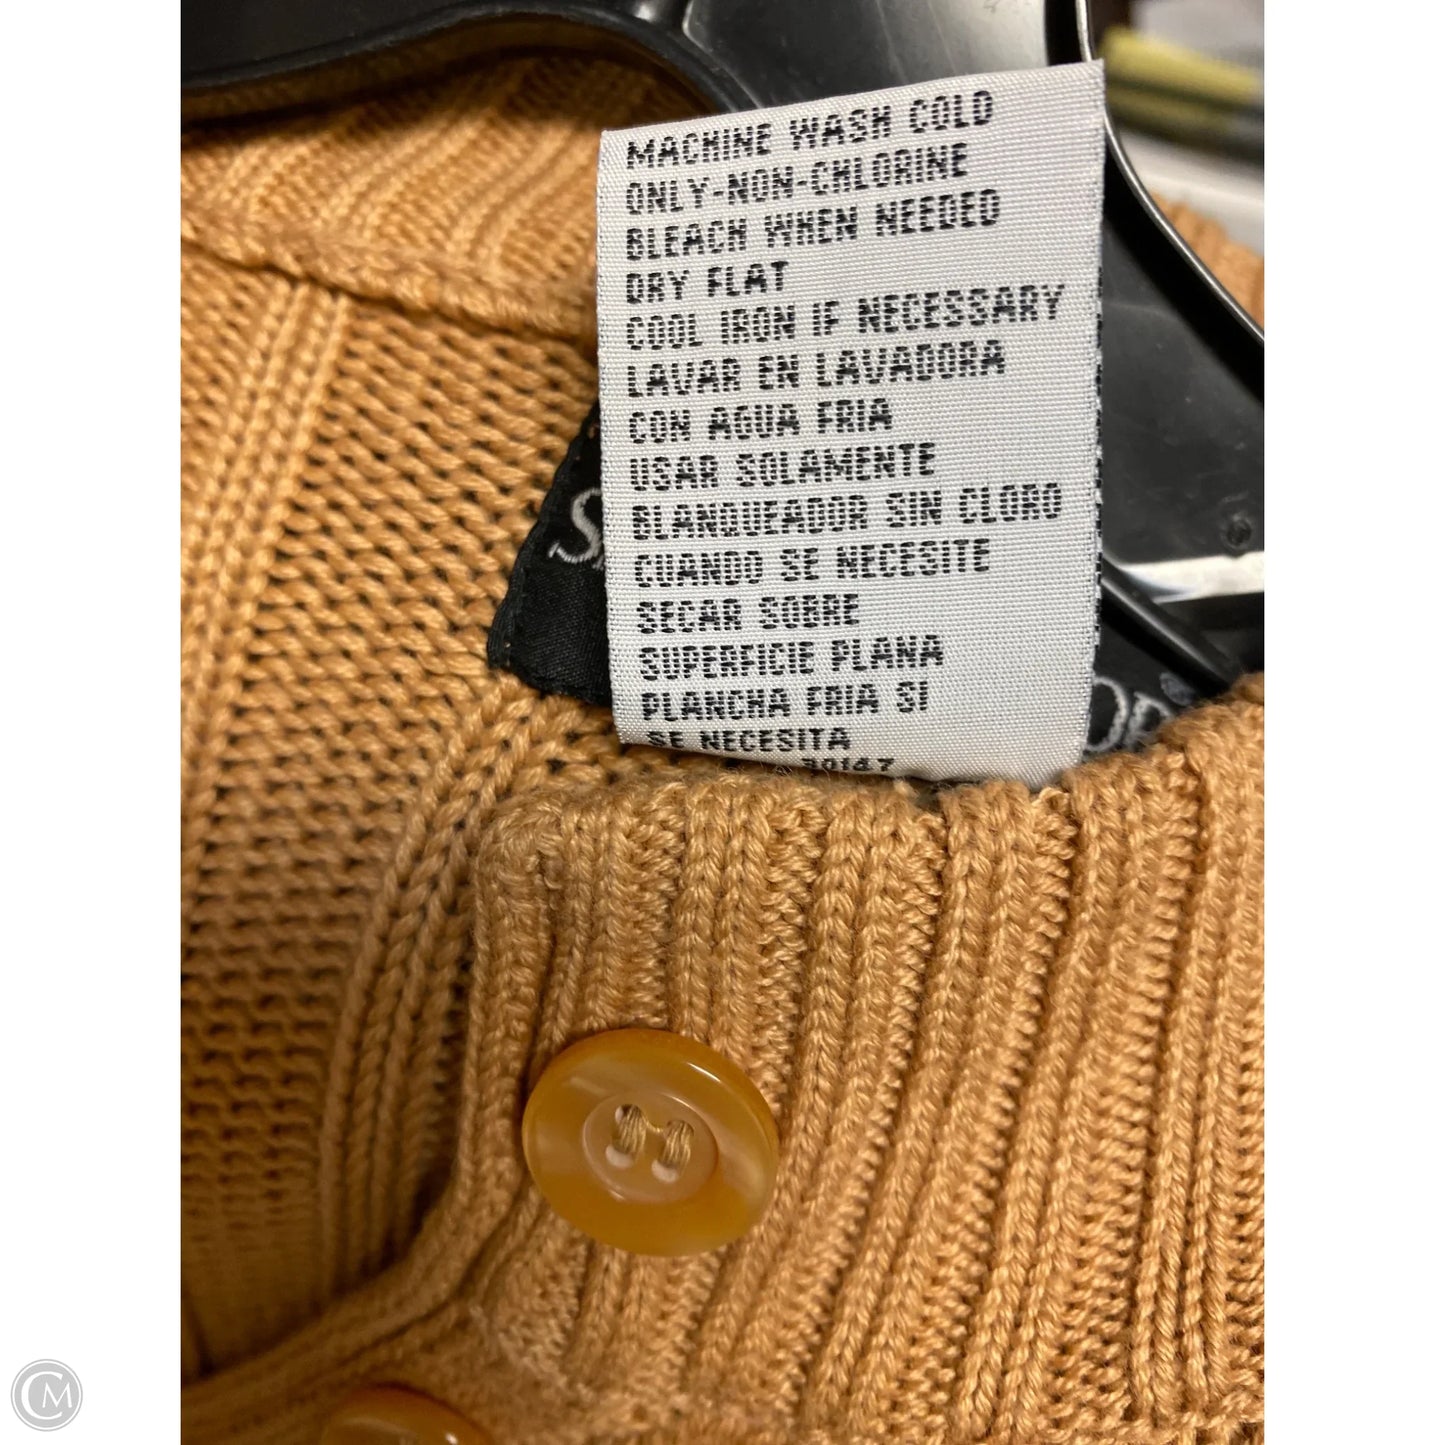 MACHINE WASH COLD
ONLY-NON-CHLORINE
BLEACH WHEN NEEDED
DRY FLAT
COOL IRON IF NECESSARY
LAVAR EN LAVADORA
CON AGUA FRIA
USAR SOLAMENTE
BLANQUEADOR SIN CLORO
CUANDO SE NECESITE
SECAR SOBRE
SUPERFICIE PLANA
PLANCHA FRIA SI
SE NECESITA
30147
CM